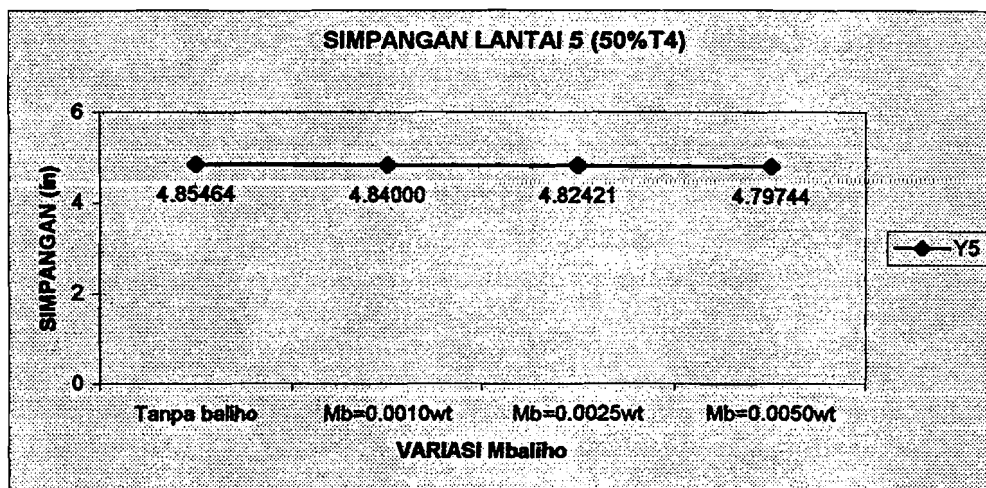 SIMPANGAN LANTAI 5 (50%T4)
SIMPANGAN (in)
6
4
2
0
4.85464 4.84000 4.82421 4.79744
Y5
Tanpa baliho Mb=0.0010wt Mb=0.0025wt Mb=0.0050wt
VARIASI Mbaliho